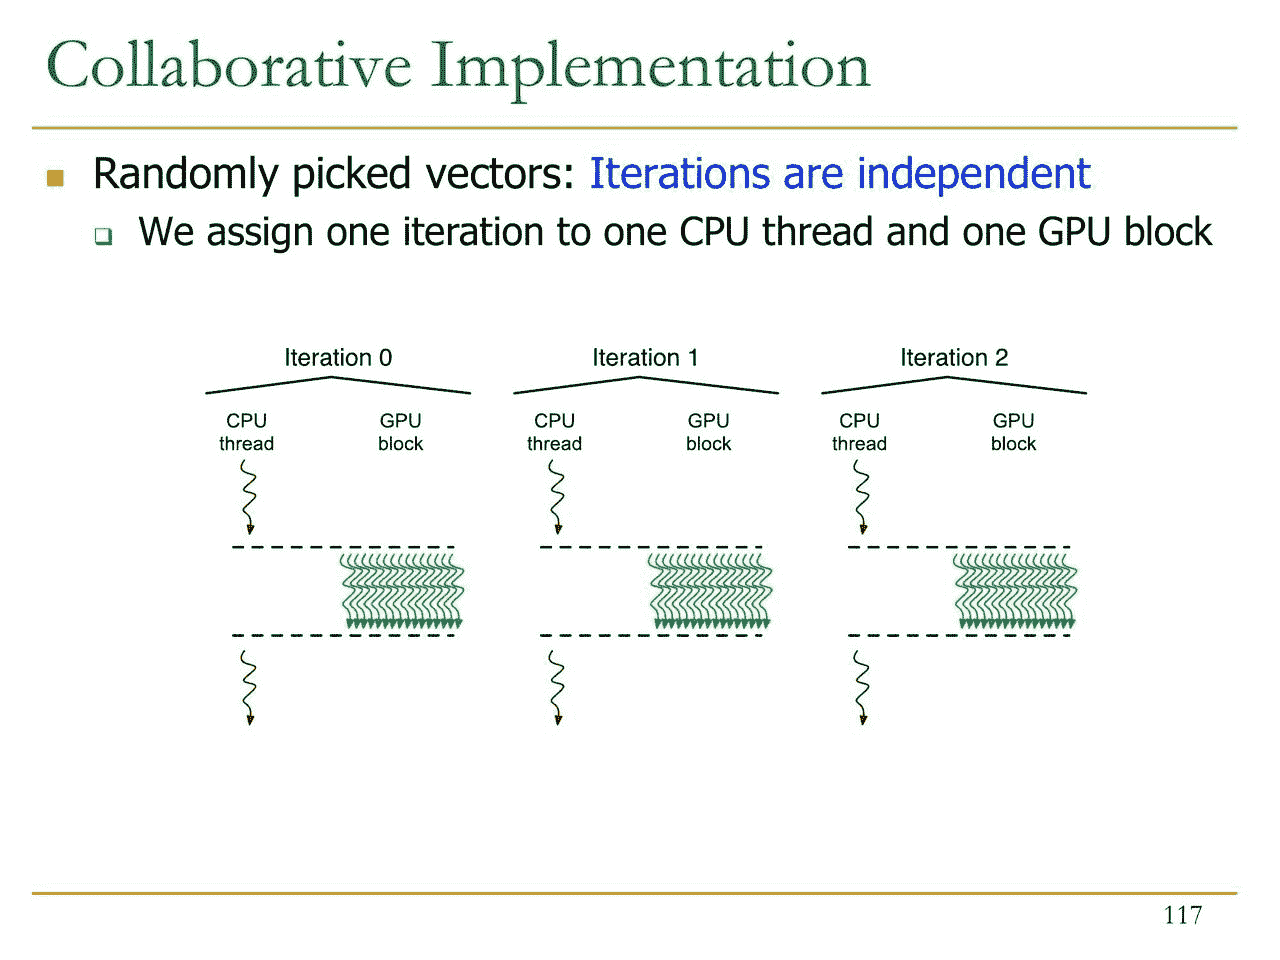 Collaborative Implementation
Randomly picked vectors: Iterations are independent
We assign one iteration to one CPU thread and one GPU block
Iteration 0 Iteration 1 Iteration 2
CPU GPU CPU GPU CPU GPU
thread block thread block thread block
117